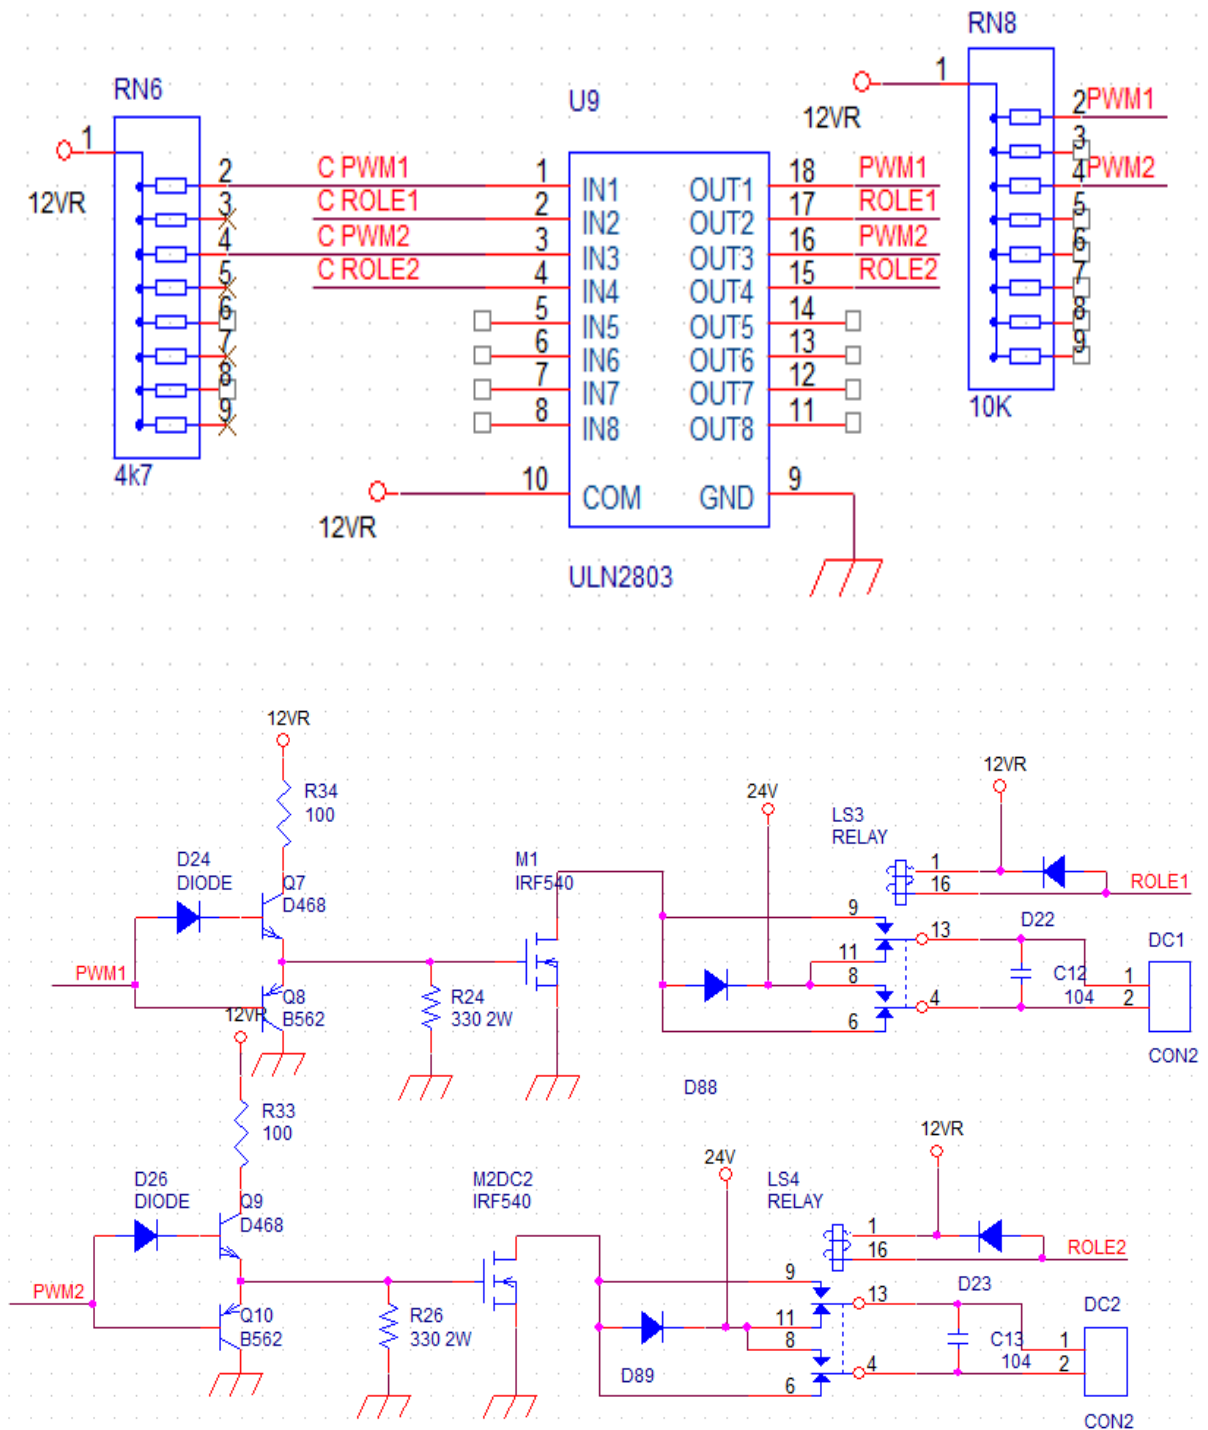 RN8
RN6
1
U9
12VR
2
PWM1
3
4
PWM2
5
6
7
8
9
10K
1
12VR
2
3
4
5
6
7
8
9
4k7
C PWM1
1
IN1
OUT1
18
PWM1
C ROLE1
2
IN2
OUT2
17
ROLE1
C PWM2
3
IN3
OUT3
16
PWM2
C ROLE2
4
IN4
OUT4
15
ROLE2
5
IN5
OUT5
14
6
IN6
OUT6
13
7
IN7
OUT7
12
8
IN8
OUT8
11
10
COM
GND
9
12VR
ULN2803
12VR
R34
100
D24
DIODE
Q7
D468
M1
IRF540
24V
LS3
RELAY
12VR
1
16
ROLE1
9
13
D22
11
8
DC1
PWM1
Q8
B562
R24
330 2W
C12
104
1
2
4
6
CON2
D88
12VR
R33
100
D26
DIODE
Q9
D468
M2DC2
IRF540
24V
LS4
RELAY
12VR
1
16
ROLE2
9
13
D23
11
8
DC2
PWM2
Q10
B562
R26
330 2W
C13
104
1
2
4
6
D89
CON2